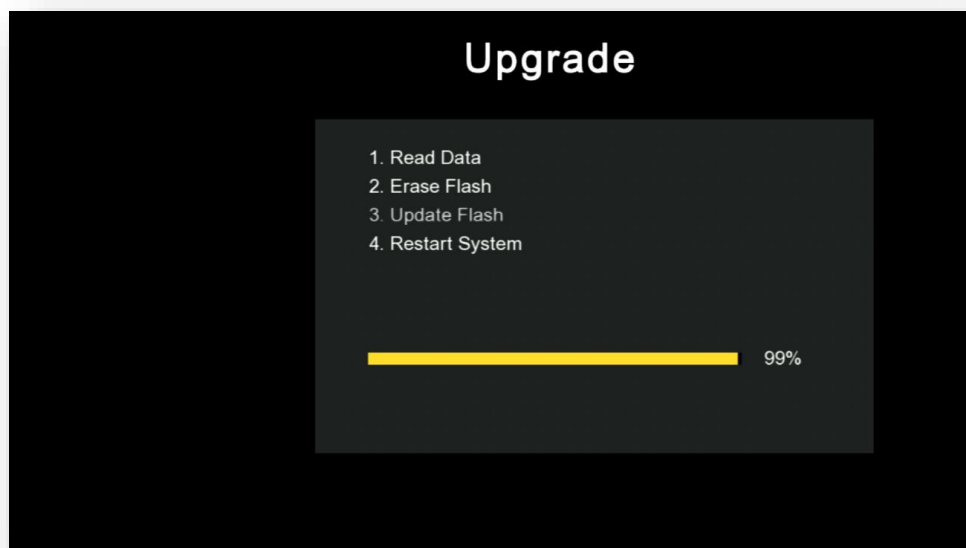 Upgrade
1. Read Data
2. Erase Flash
3. Update Flash
4. Restart System
99%